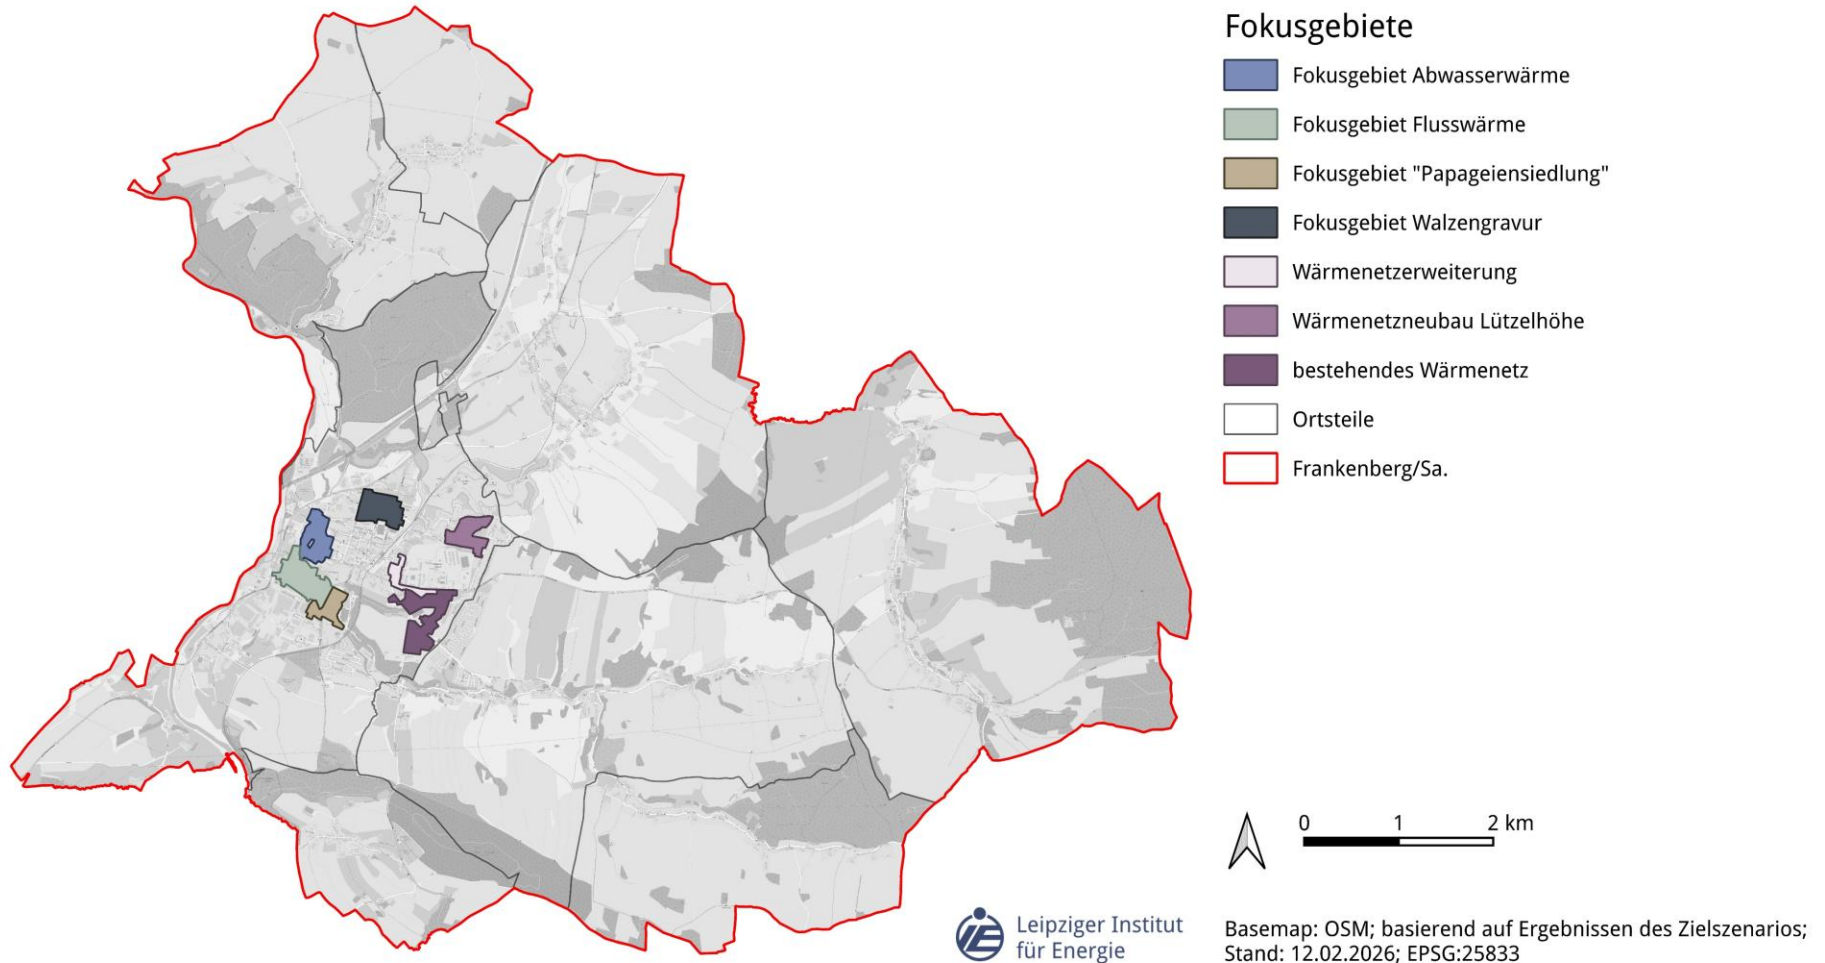 Fokusgebiete
Fokusgebiet Abwasserwärme
Fokusgebiet Flusswärme
Fokusgebiet "Papageiensiedlung"
Fokusgebiet Walzengravur
Wärmenetzerweiterung
Wärmenetzneubau Lützelhöhe
bestehendes Wärmenetz
Ortsteile
Frankenberg/Sa.
0 1 2 km
Leipziger Institut
für Energie
Basemap: OSM; basierend auf Ergebnissen des Zielszenarios;
Stand: 12.02.2026; EPSG:25833